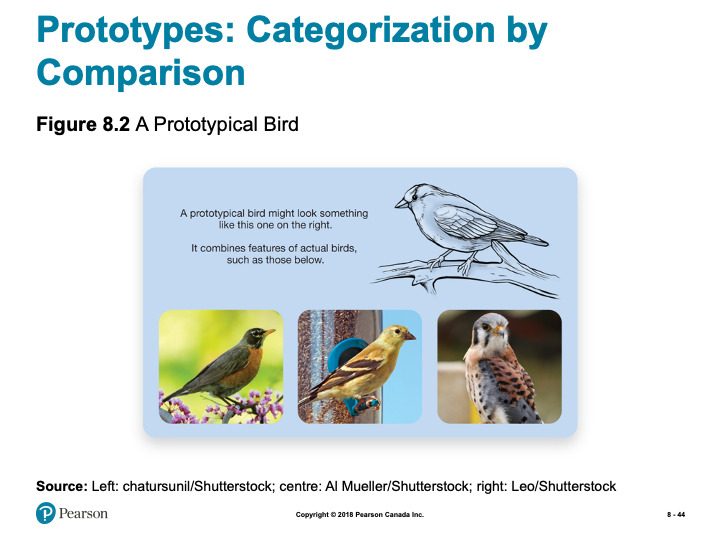 Prototypes: Categorization by
Comparison
Figure 8.2 A Prototypical Bird
A prototypical bird might look something
like this one on the right.
It combines features of actual birds,
such as those below.
Source: Left: chatursunil/Shutterstock; centre: Al Mueller/Shutterstock; right: Leo/Shutterstock
P Pearson
Copyright © 2018 Pearson Canada Inc.
8 - 44